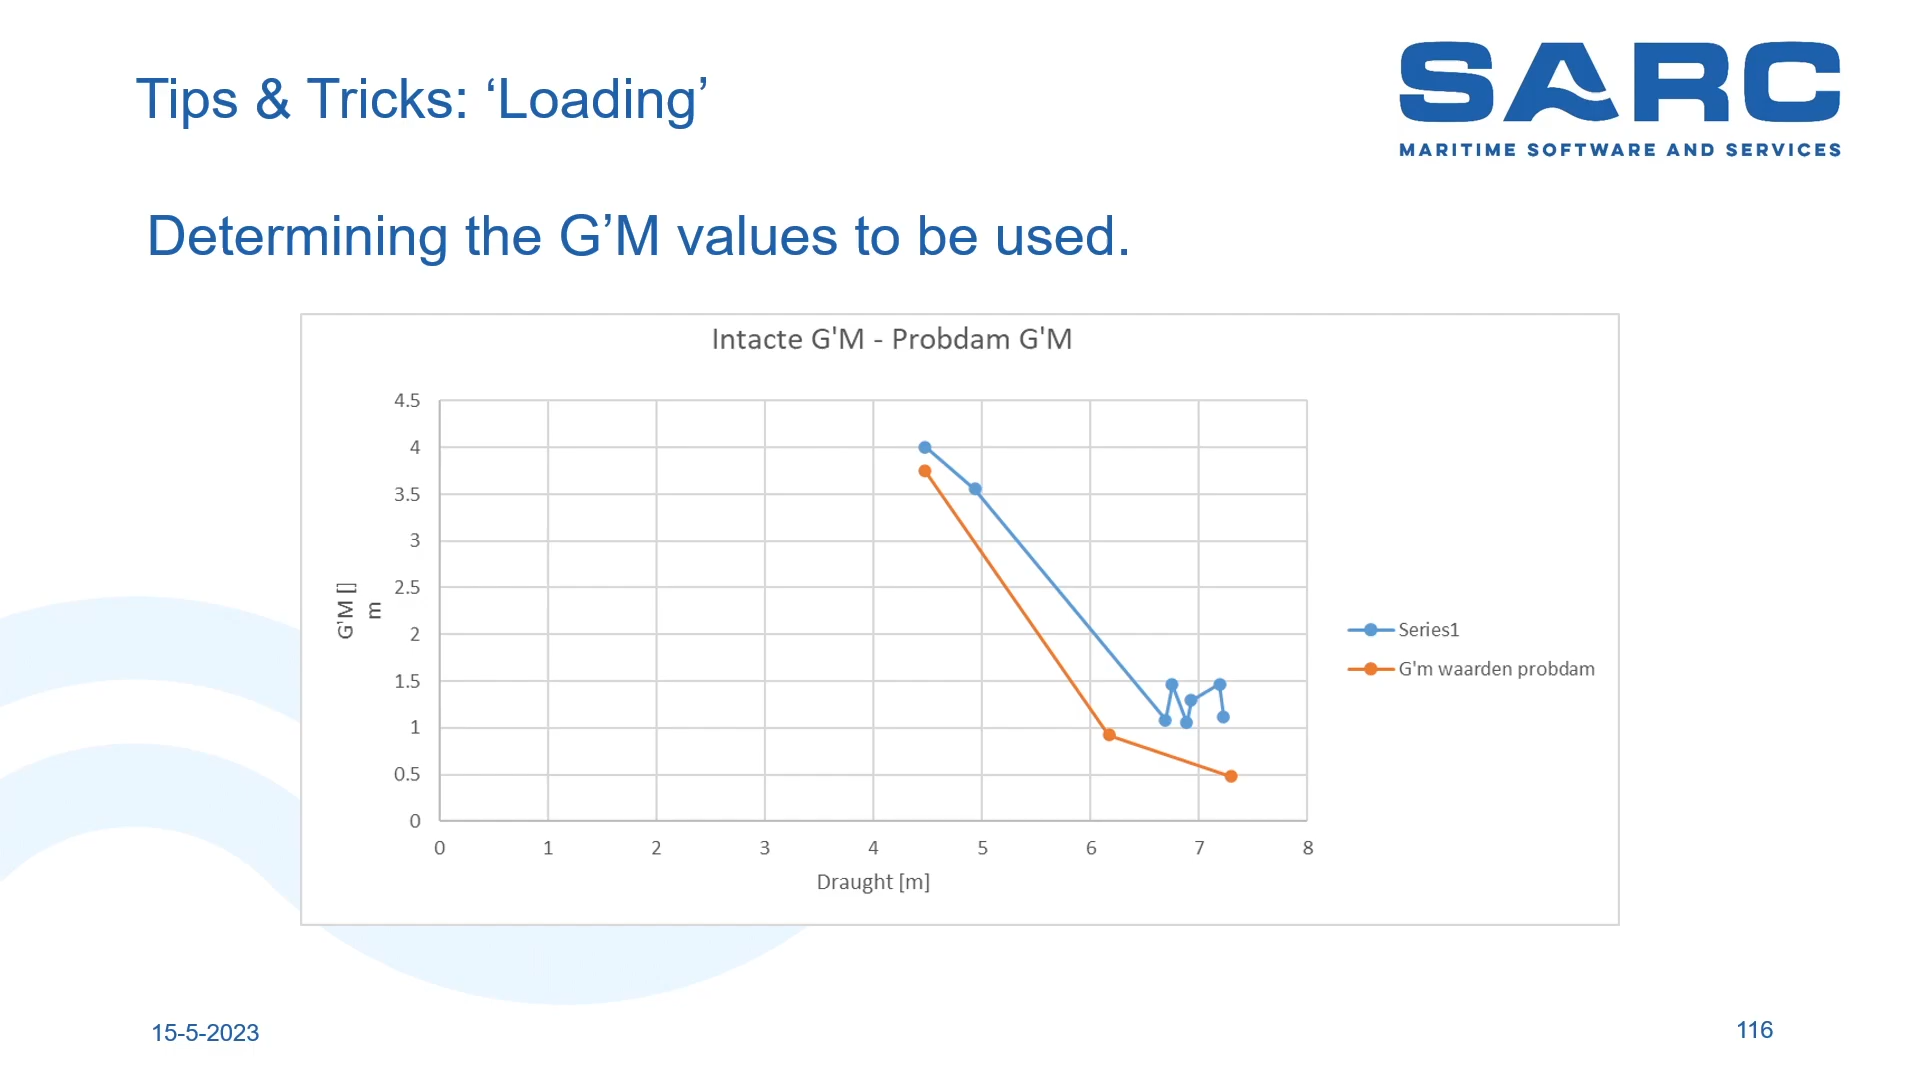 Tips & Tricks: ‘Loading’
SARC
MARITIME SOFTWARE AND SERVICES
Determining the G’M values to be used.
Intacte G'M - Probdam G'M
4.5
4
3.5
3
2.5
2
1.5
1
0.5
0
G'M []
m
0 1 2 3 4 5 6 7 8
Draught [m]
Series1
G'm waarden probdam
15-5-2023
116